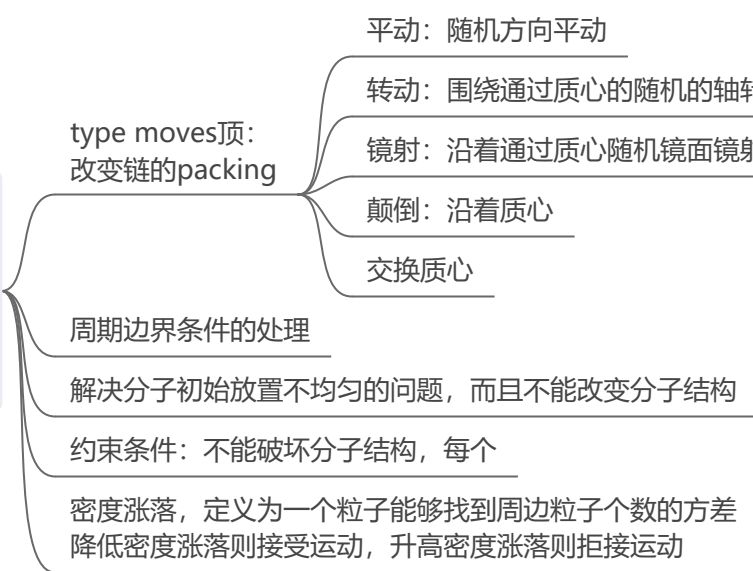 平动：随机方向平动
转动：围绕通过质心的随机的轴转
type moves顶：
改变链的packing
镜射：沿着通过质心随机镜面镜射
颠倒：沿着质心
交换质心
周期边界条件的处理
解决分子初始放置不均匀的问题，而且不能改变分子结构
约束条件：不能破坏分子结构，每个
密度涨落，定义为一个粒子能够找到周边粒子个数的方差
降低密度涨落则接受运动，升高密度涨落则拒接运动